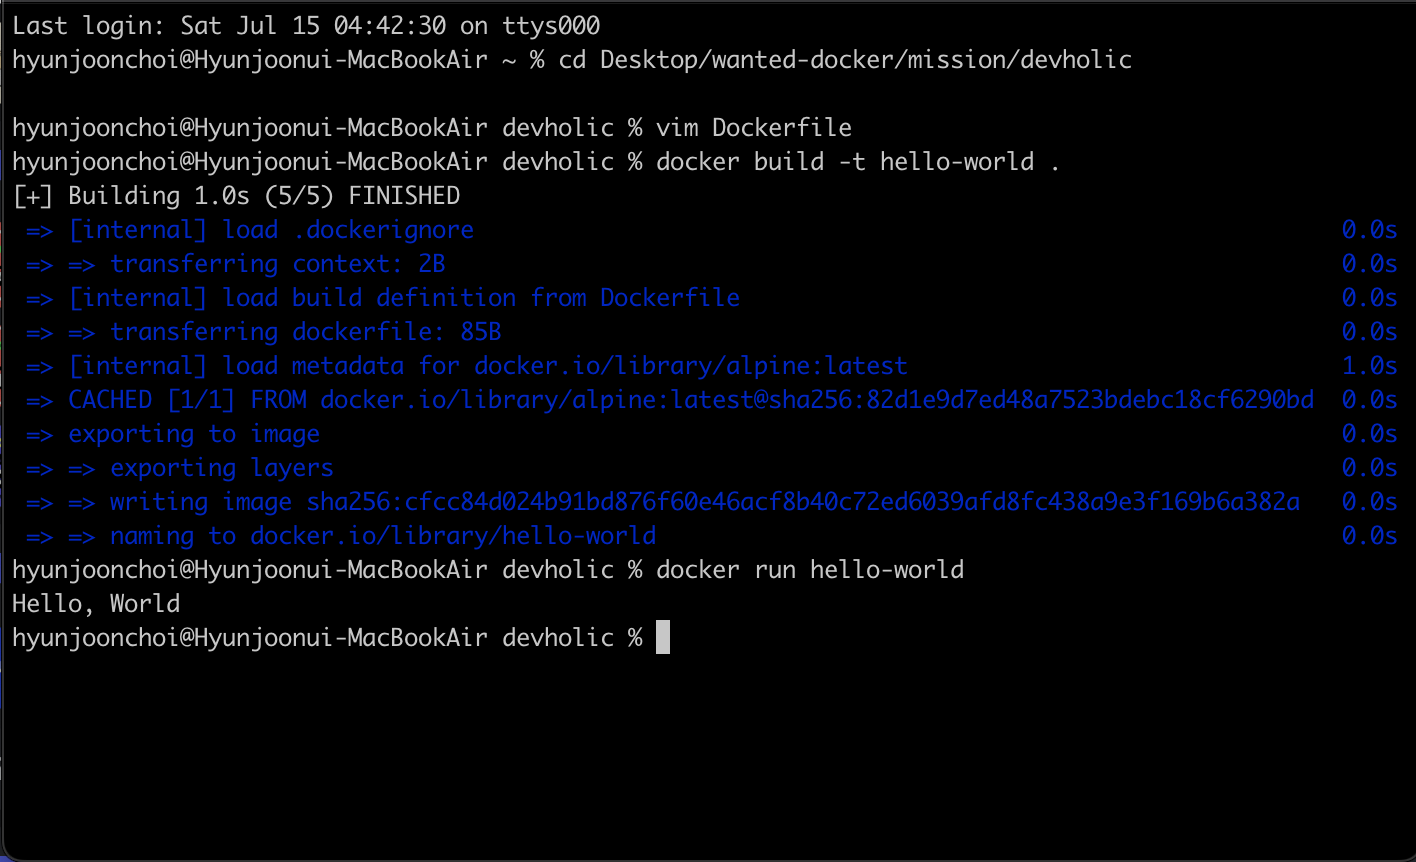 Last login: Sat Jul 15 04:42:30 on ttys000
hyunjoonchoi@Hyunjoonui-MacBookAir ~ % cd Desktop/wanted-docker/mission/devholic
hyunjoonchoi@Hyunjoonui-MacBookAir devholic % vim Dockerfile
hyunjoonchoi@Hyunjoonui-MacBookAir devholic % docker build -t hello-world .
[+] Building 1.0s (5/5) FINISHED
=> [internal] load .dockerignore 0.0s
=> => transferring context: 2B 0.0s
=> [internal] load build definition from Dockerfile 0.0s
=> => transferring dockerfile: 85B 0.0s
=> [internal] load metadata for docker.io/library/alpine:latest 1.0s
=> CACHED [1/1] FROM docker.io/library/alpine:latest@sha256:82d1e9d7ed48a7523bdebc18cf6290bd 0.0s
=> exporting to image 0.0s
=> => exporting layers 0.0s
=> => writing image sha256:cfcc84d024b91bd876f60e46acf8b40c72ed6039afd8fc438a9e3f169b6a382a 0.0s
=> => naming to docker.io/library/hello-world 0.0s
hyunjoonchoi@Hyunjoonui-MacBookAir devholic % docker run hello-world
Hello, World
hyunjoonchoi@Hyunjoonui-MacBookAir devholic %